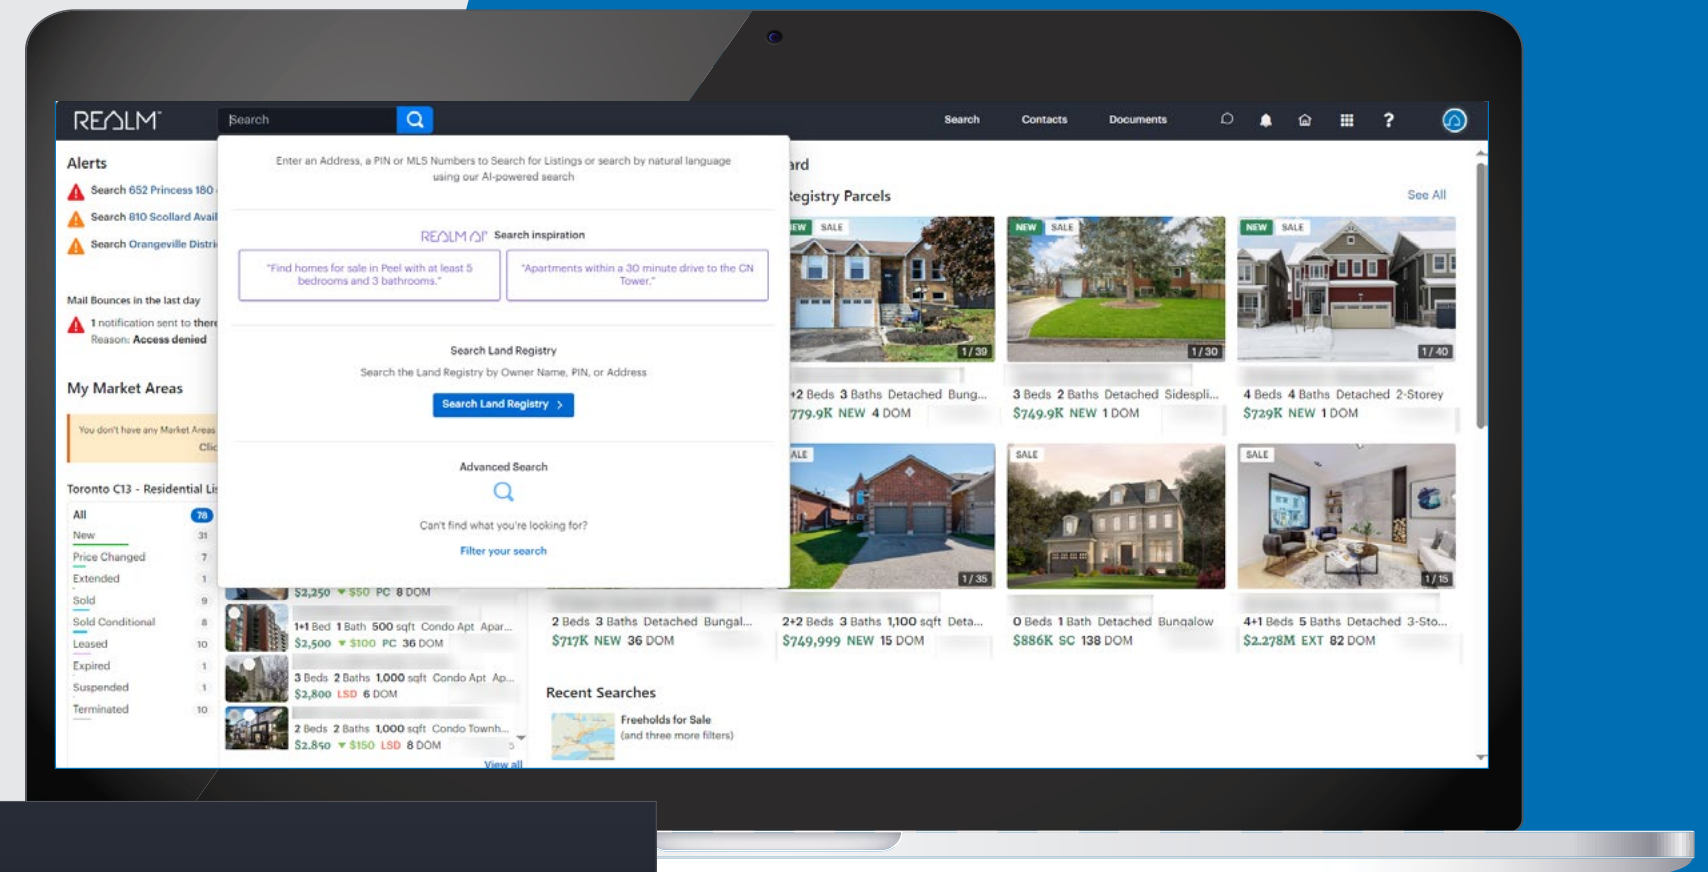 REALM™
Search
Search
Contacts
Documents
?
Alerts
Search 652 Princess 180
Search 810 Scollard Avail
Search Orangeville Distri
Mail Bounces in the last day
1 notification sent to there
Reason: Access denied
My Market Areas
You don't have any Market Areas
Clic
Toronto C13 - Residential Lis
All 78
New 31
Price Changed 7
Extended 1
Sold 9
Sold Conditional 8
Leased 10
Expired 1
Suspended 1
Terminated 10
Enter an Address, a PIN or MLS Numbers to Search for Listings or search by natural language
using our AI-powered search
REALM AI™ Search inspiration
"Find homes for sale in Peel with at least 5
bedrooms and 3 bathrooms."
"Apartments within a 30 minute drive to the CN
Tower."
Search Land Registry
Search the Land Registry by Owner Name, PIN, or Address
Search Land Registry >
Advanced Search
Can't find what you're looking for?
Filter your search
$2,250 $50 PC 8 DOM
1+1 Bed 1 Bath 500 sqft Condo Apt Apar...
$2,500 $100 PC 36 DOM
3 Beds 2 Baths 1,000 sqft Condo Apt Ap...
$2,800 LSD 6 DOM
2 Beds 2 Baths 1,000 sqft Condo Townh...
$2,850 $150 LSD 8 DOM
View all
ard
Registry Parcels
See All
NEW SALE
1/39
+2 Beds 3 Baths Detached Bung...
779.9K NEW 4 DOM
NEW SALE
1/30
3 Beds 2 Baths Detached Sidespli...
$749.9K NEW 1 DOM
NEW SALE
1/40
4 Beds 4 Baths Detached 2-Storey
$729K NEW 1 DOM
2 Beds 3 Baths Detached Bungal...
$717K NEW 36 DOM
ALE
1/35
2+2 Beds 3 Baths 1,100 sqft Deta...
$749,999 NEW 15 DOM
SALE
0 Beds 1 Bath Detached Bungalow
$886K SC 138 DOM
SALE
1/15
4+1 Beds 5 Baths Detached 3-Sto...
$2.278M EXT 82 DOM
Recent Searches
Freeholds for Sale
(and three more filters)